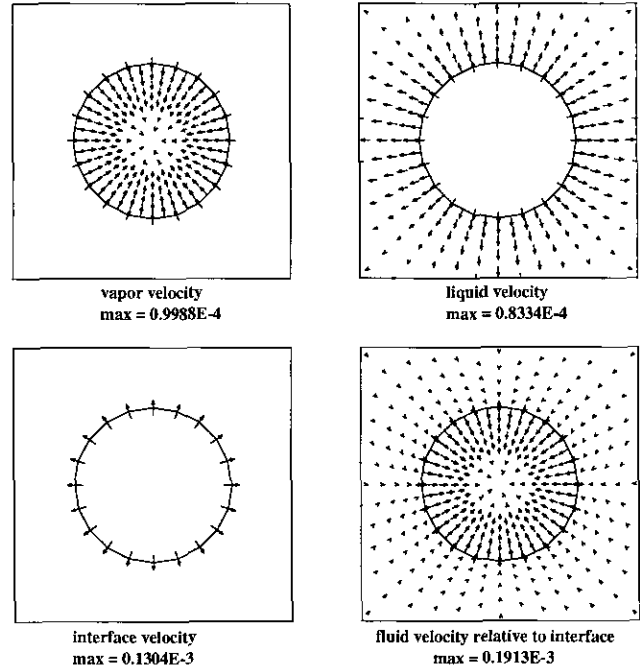 vapor velocity
max = 0.9988E-4
liquid velocity
max = 0.8334E-4
interface velocity
max = 0.1304E-3
fluid velocity relative to interface
max = 0.1913E-3